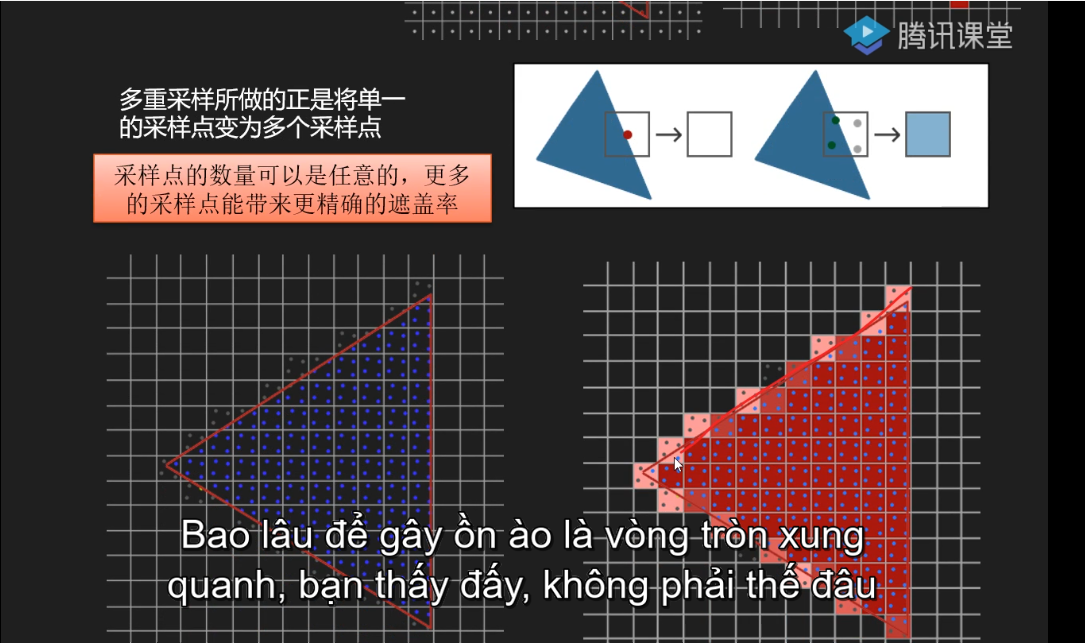 腾讯课堂
多重采样所做的正是将单一
的采样点变为多个采样点
采样点的数量可以是任意的，更多
的采样点能带来更精确的遮盖率
Bao lâu để gây ồn ào là vòng tròn xung
quanh, bạn thấy đấy, không phải thế đâu